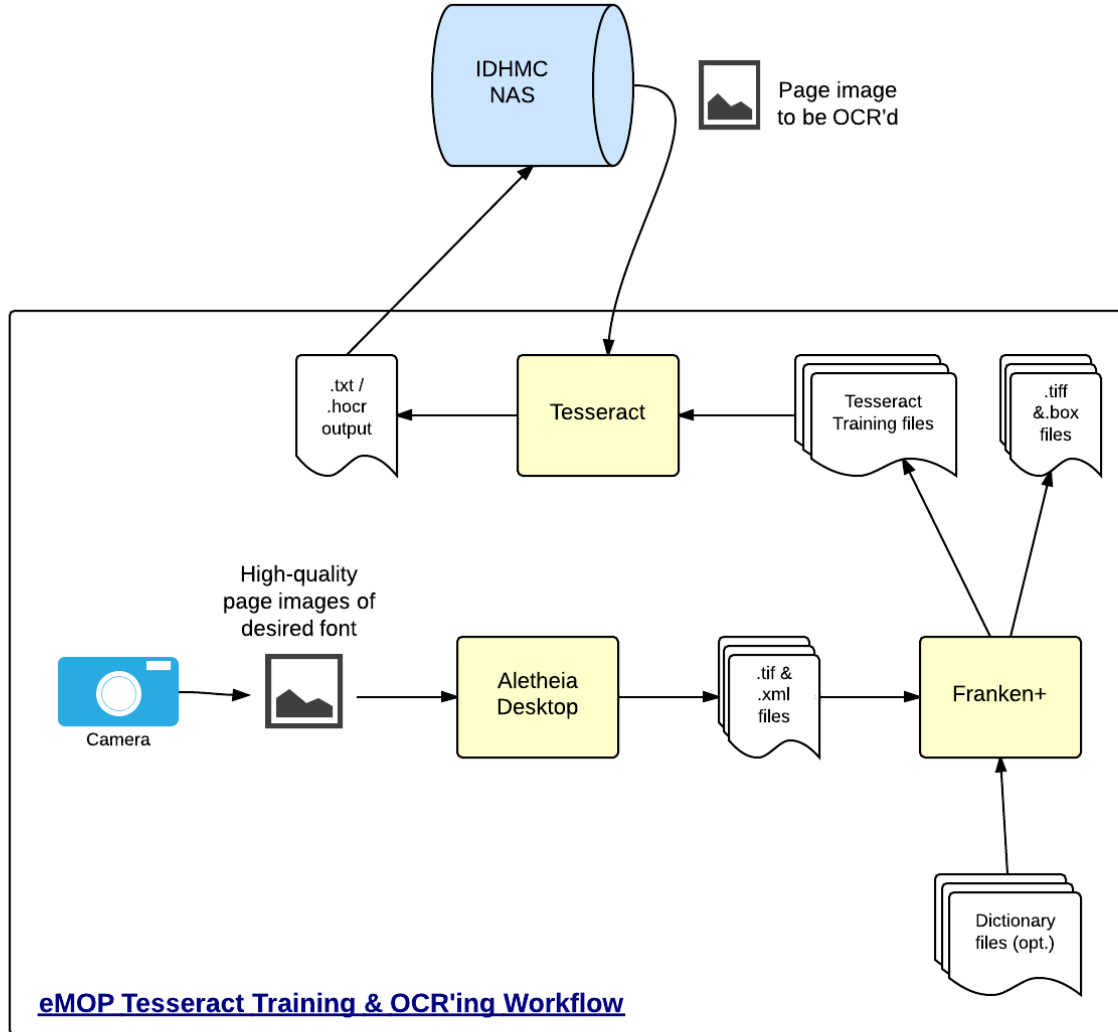 IDHMC
NAS
Page image
to be OCR'd
.txt /
.hocr
output
Tesseract
Tesseract
Training files
.tiff
&.box
files
High-quality
page images of
desired font
Camera
Aletheia
Desktop
.tif &
.xml
files
Franken+
Dictionary
files (opt.)
eMOP Tesseract Training & OCR'ing Workflow